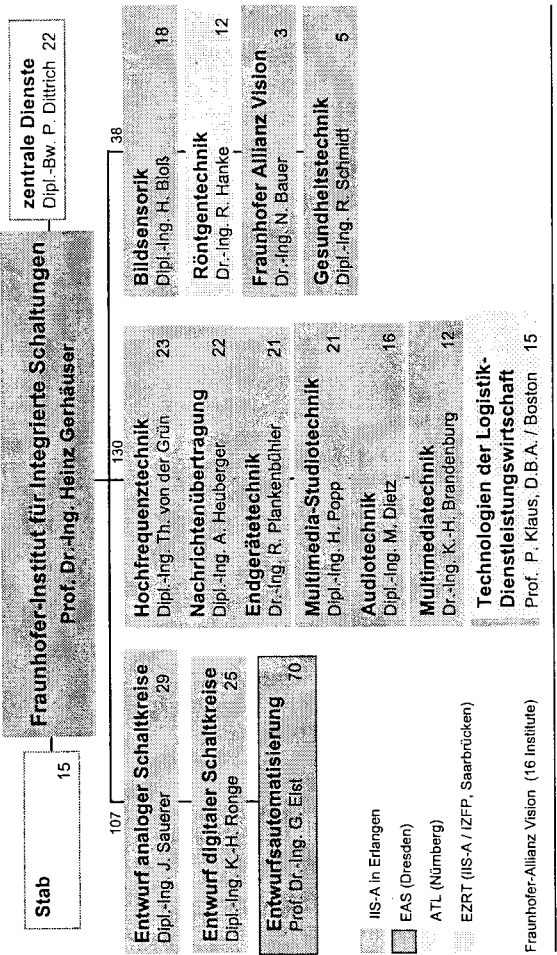 Fraunhofer-Institut für Integrierte Schaltungen
Prof. Dr.-Ing. Heinz Gerhäuser
Stab
15
zentrale Dienste
Dipl.-Bw. P. Dittrich 22
107
Entwurf analoger Schaltkreise
Dipl.-Ing. J. Sauerer 29
Entwurf digitaler Schaltkreise
Dipl.-Ing. K.-H. Ronge 25
Entwurfsautomatisierung
Prof. Dr.-Ing. G. Elst 70
130
Hochfrequenztechnik
Dipl.-Ing. Th. von der Grün 23
Nachrichtenübertragung
Dipl.-Ing. A. Heuberger 22
Endgerätetechnik
Dr.-Ing. R. Plankenbühler 21
Multimedia-Studiotechnik
Dipl.-Ing. H. Popp 21
Audiotechnik
Dipl.-Ing. M. Dietz 16
Multimediatechnik
Dr.-Ing. K.-H. Brandenburg 12
Technologien der Logistik-
Dienstleistungswirtschaft
Prof. P. Klaus, D.B.A. / Boston 15
38
Bildsensorik
Dipl.-Ing. H. Bloß 18
Röntgentechnik
Dr.-Ing. R. Hanke 12
Fraunhofer Allianz Vision
Dr.-Ing. N. Bauer 3
Gesundheitstechnik
Dipl.-Ing. R. Schmidt 5
IIS-A in Erlangen
EAS (Dresden)
ATL (Nürnberg)
EZRT (IIS-A / IZFP, Saarbrücken)
Fraunhofer-Allianz Vision (16 Institute)